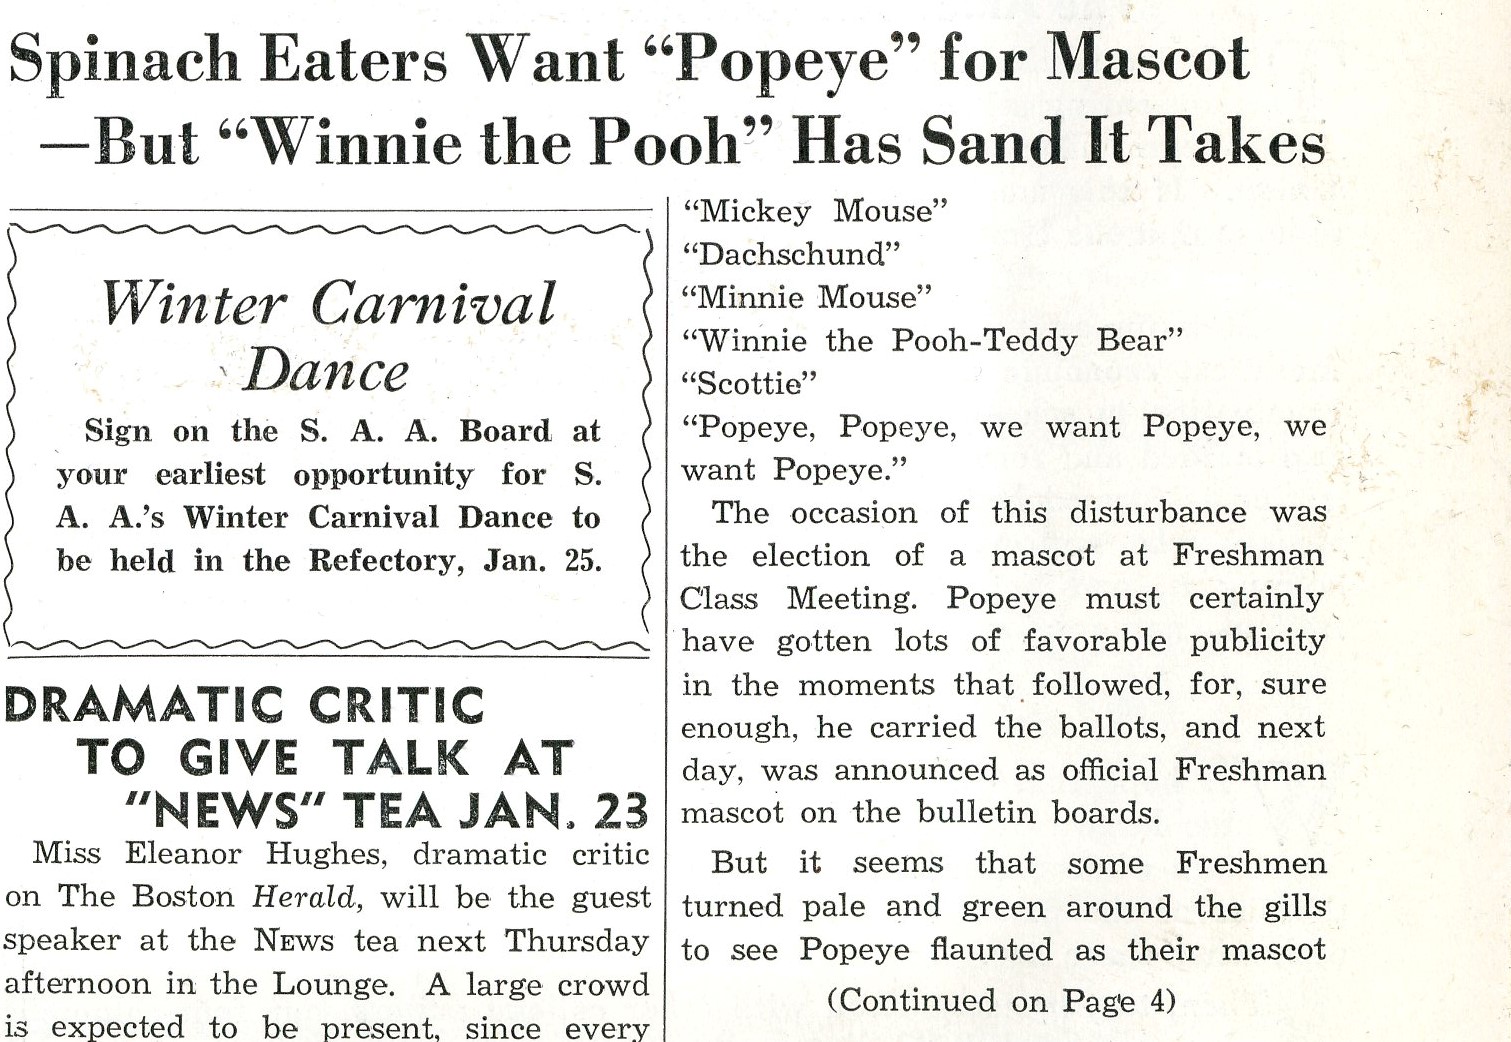 Spinach Eaters Want “Popeye” for Mascot
—But “Winnie the Pooh” Has Sand It Takes
Winter Carnival
Dance
Sign on the S. A. A. Board at
your earliest opportunity for S.
A. A.’s Winter Carnival Dance to
be held in the Refectory, Jan. 25.
DRAMATIC CRITIC
TO GIVE TALK AT
"NEWS" TEA JAN. 23
Miss Eleanor Hughes, dramatic critic
on The Boston Herald, will be the guest
speaker at the NEWS tea next Thursday
afternoon in the Lounge. A large crowd
is expected to be present, since every
“Mickey Mouse”
“Dachschund”
“Minnie Mouse”
“Winnie the Pooh-Teddy Bear”
“Scottie”
“Popeye, Popeye, we want Popeye, we
want Popeye.”
The occasion of this disturbance was
the election of a mascot at Freshman
Class Meeting. Popeye must certainly
have gotten lots of favorable publicity
in the moments that followed, for, sure
enough, he carried the ballots, and next
day, was announced as official Freshman
mascot on the bulletin boards.
But it seems that some Freshmen
turned pale and green around the gills
to see Popeye flaunted as their mascot
(Continued on Page 4)